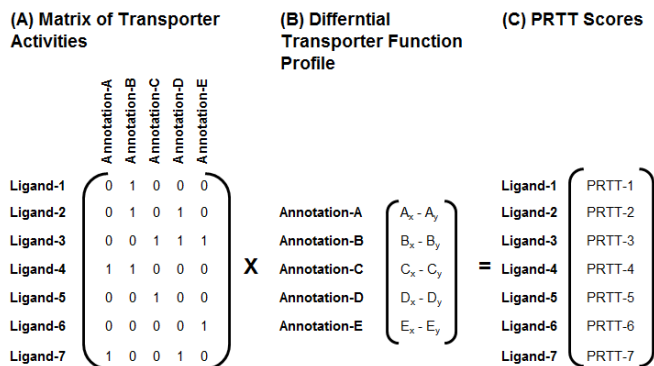 (A) Matrix of Transporter Activities
(B) Differntial Transporter Function Profile
(C) PRTT Scores
Annotation-A
Annotation-B
Annotation-C
Annotation-D
Annotation-E
Ligand-1 0 1 0 0 0
Ligand-2 0 1 0 1 0
Ligand-3 0 0 1 1 1
Ligand-4 1 1 0 0 0
Ligand-5 0 0 1 0 0
Ligand-6 0 0 0 0 1
Ligand-7 1 0 0 1 0
X
Annotation-A Ax - Ay
Annotation-B Bx - By
Annotation-C Cx - Cy
Annotation-D Dx - Dy
Annotation-E Ex - Ey
=
Ligand-1 PRTT-1
Ligand-2 PRTT-2
Ligand-3 PRTT-3
Ligand-4 PRTT-4
Ligand-5 PRTT-5
Ligand-6 PRTT-6
Ligand-7 PRTT-7